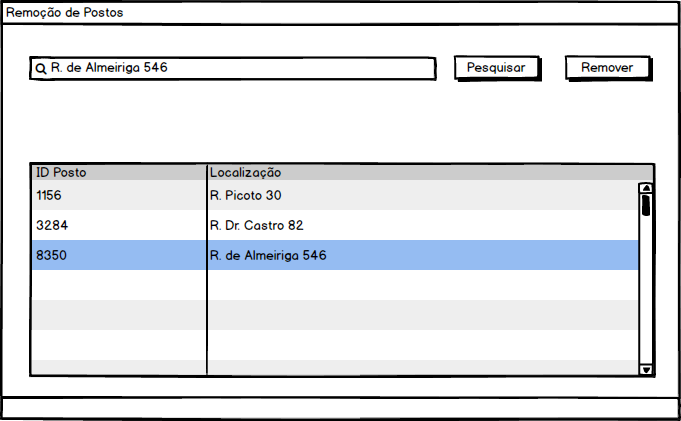 Remoção de Postos
R. de Almeiriga 546 Pesquisar Remover
ID Posto Localização
1156 R. Picoto 30
3284 R. Dr. Castro 82
8350 R. de Almeiriga 546